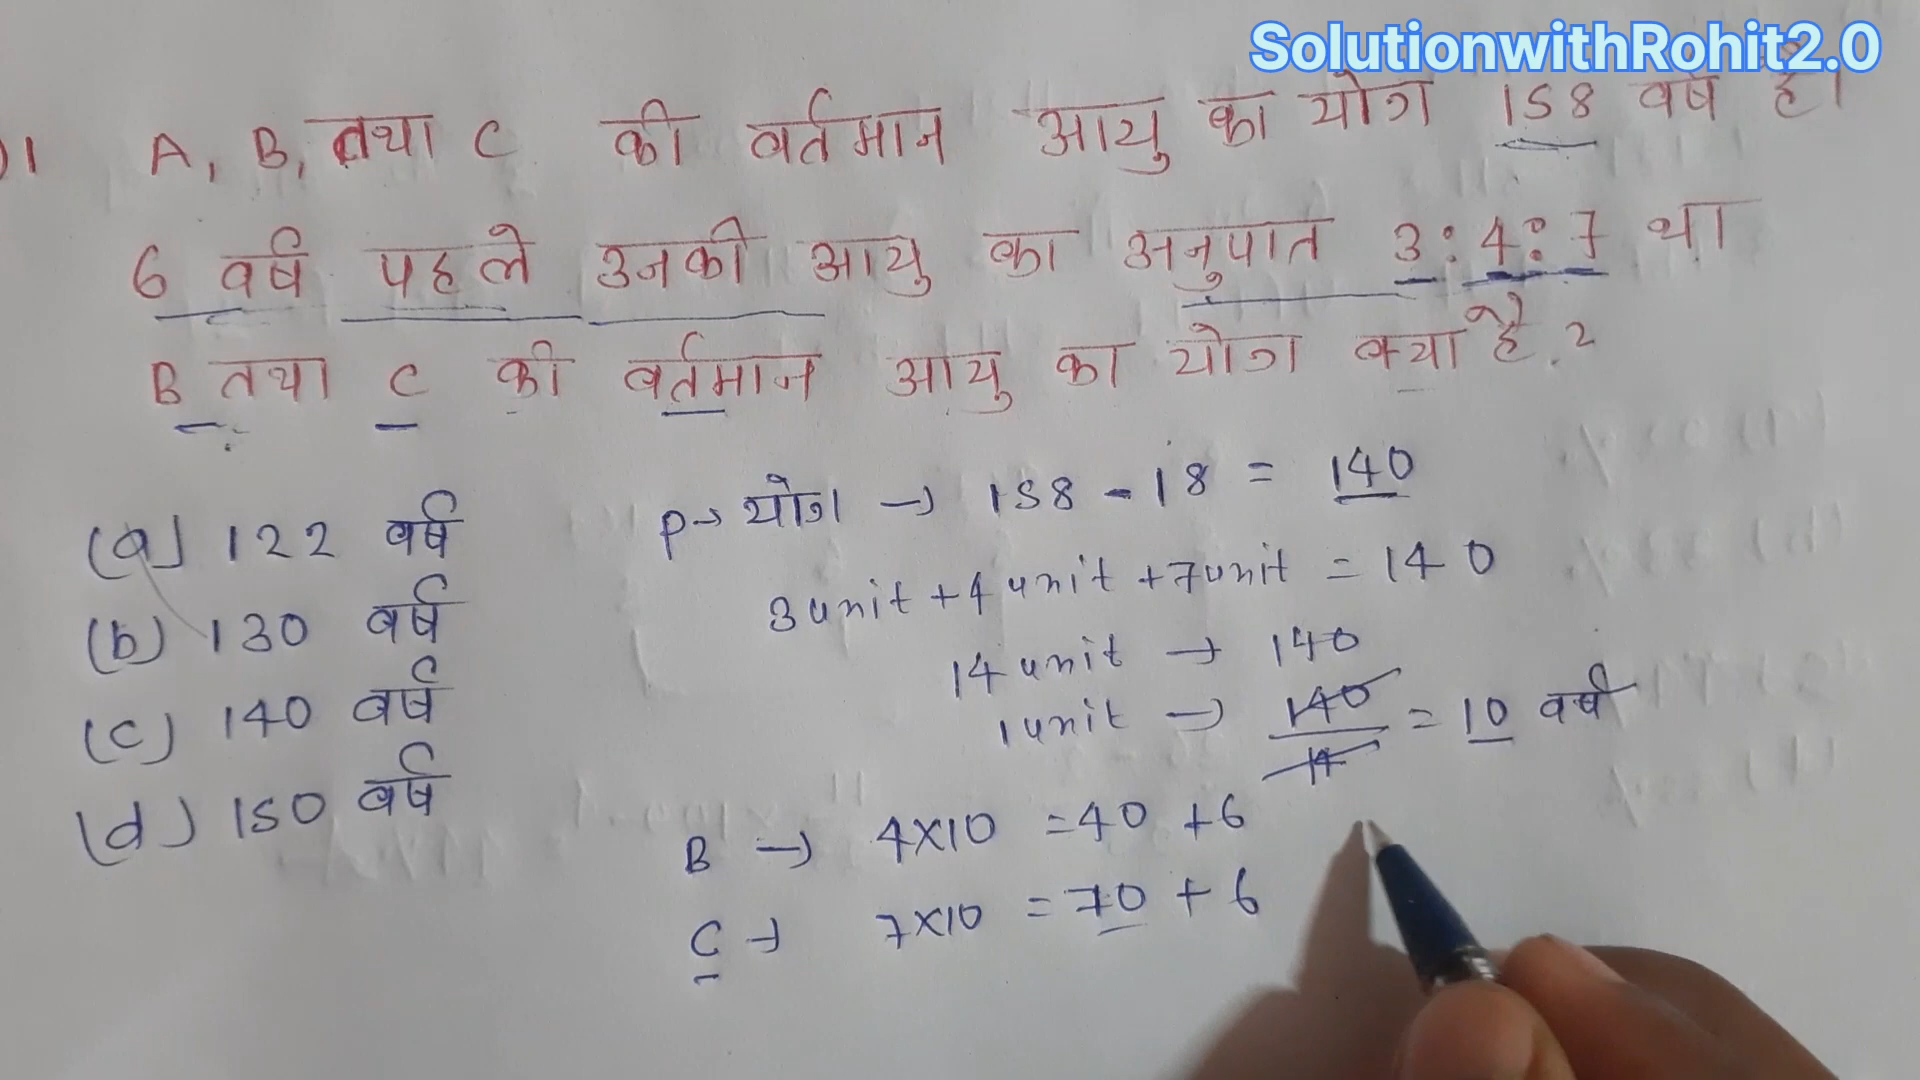 SolutionwithRohit2.0
A, B, तथा C की वर्तमान आयु का योग 158 वर्ष है।
6 वर्ष पहले उनकी आयु का अनुपात 3:4:7 था
B तथा C की वर्तमान आयु का योग क्या है.?
(a) 122 वर्ष
(b) 130 वर्ष
(c) 140 वर्ष
(d) 150 वर्ष
P→ योग → 158 - 18 = 140
3unit + 4unit + 7unit = 140
14unit → 140
1unit → 140/14 = 10 वर्ष
B → 4×10 = 40 + 6
C → 7×10 = 70 + 6